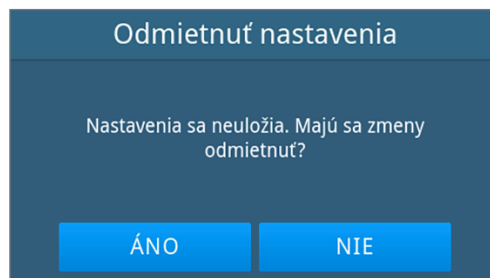 Odmietnuť nastavenia
Nastavenia sa neuložia. Majú sa zmeny
odmietnuť?
ÁNO
NIE